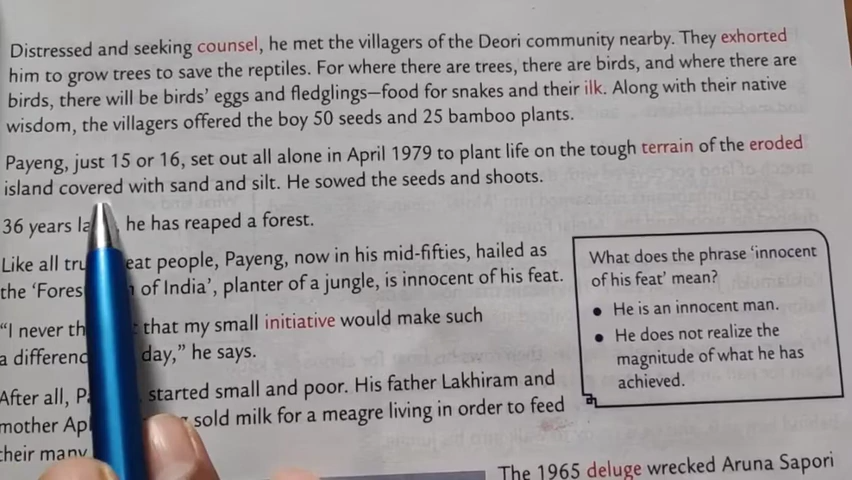 Distressed and seeking counsel, he met the villagers of the Deori community nearby. They exhorted
him to grow trees to save the reptiles. For where there are trees, there are birds, and where there are
birds, there will be birds' eggs and fledglings—food for snakes and their ilk. Along with their native
wisdom, the villagers offered the boy 50 seeds and 25 bamboo plants.
Payeng, just 15 or 16, set out all alone in April 1979 to plant life on the tough terrain of the eroded
island covered with sand and silt. He sowed the seeds and shoots.
36 years he has reaped a forest.
Like all great people, Payeng, now in his mid-fifties, hailed as
the 'Forest of India', planter of a jungle, is innocent of his feat.
"I never that my small initiative would make such
a difference day," he says.
After all, started small and poor. His father Lakhiram and
mother sold milk for a meagre living in order to feed
their many
What does the phrase 'innocent
of his feat' mean?
• He is an innocent man.
• He does not realize the
magnitude of what he has
achieved.
The 1965 deluge wrecked Aruna Sapori